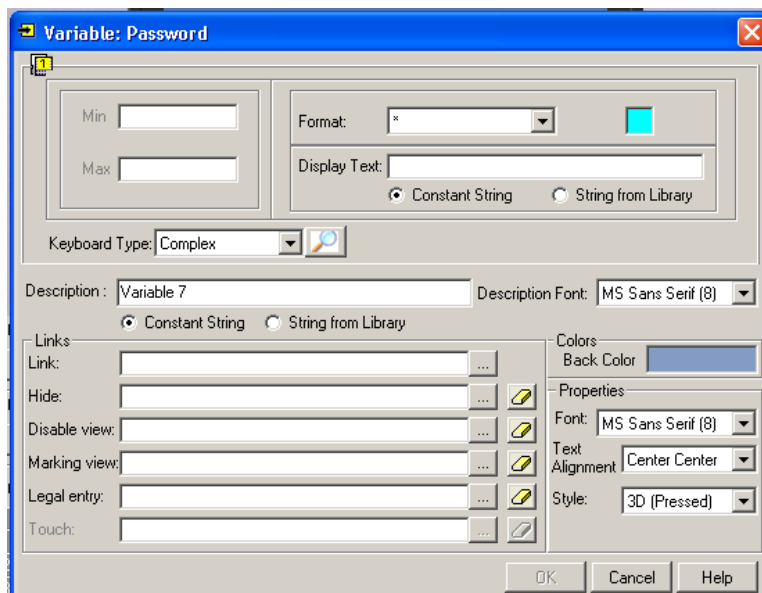 Variable: Password
1
Min
Max
Format: *
Display Text:
Constant String String from Library
Keyboard Type: Complex
Description : Variable 7 Description Font: MS Sans Serif (8)
Constant String String from Library
Links
Link: ...
Hide: ...
Disable view: ...
Marking view: ...
Legal entry: ...
Touch: ...
Colors
Back Color
Properties
Font: MS Sans Serif (8)
Text Alignment Center Center
Style: 3D (Pressed)
OK Cancel Help